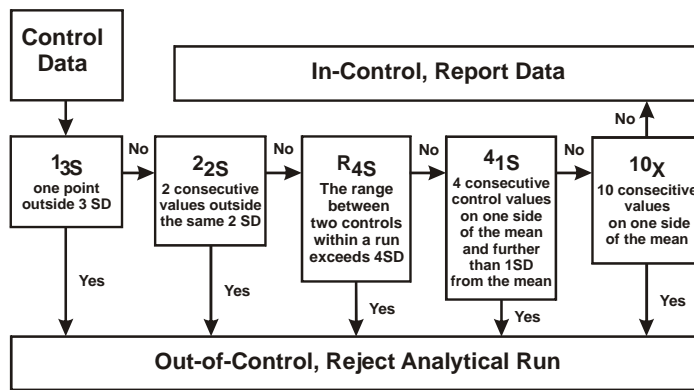 Control
Data
In-Control, Report Data
No
No
No
No
No
13S
one point
outside 3 SD
22S
2 consecutive
values outside
the same 2 SD
R4S
The range
between
two controls
within a run
exceeds 4SD
41S
4 consecutive
control values
on one side
of the mean
and further
than 1SD
from the mean
10X
10 consecitive
values
on one side
of the mean
Yes
Yes
Yes
Yes
Yes
Out-of-Control, Reject Analytical Run